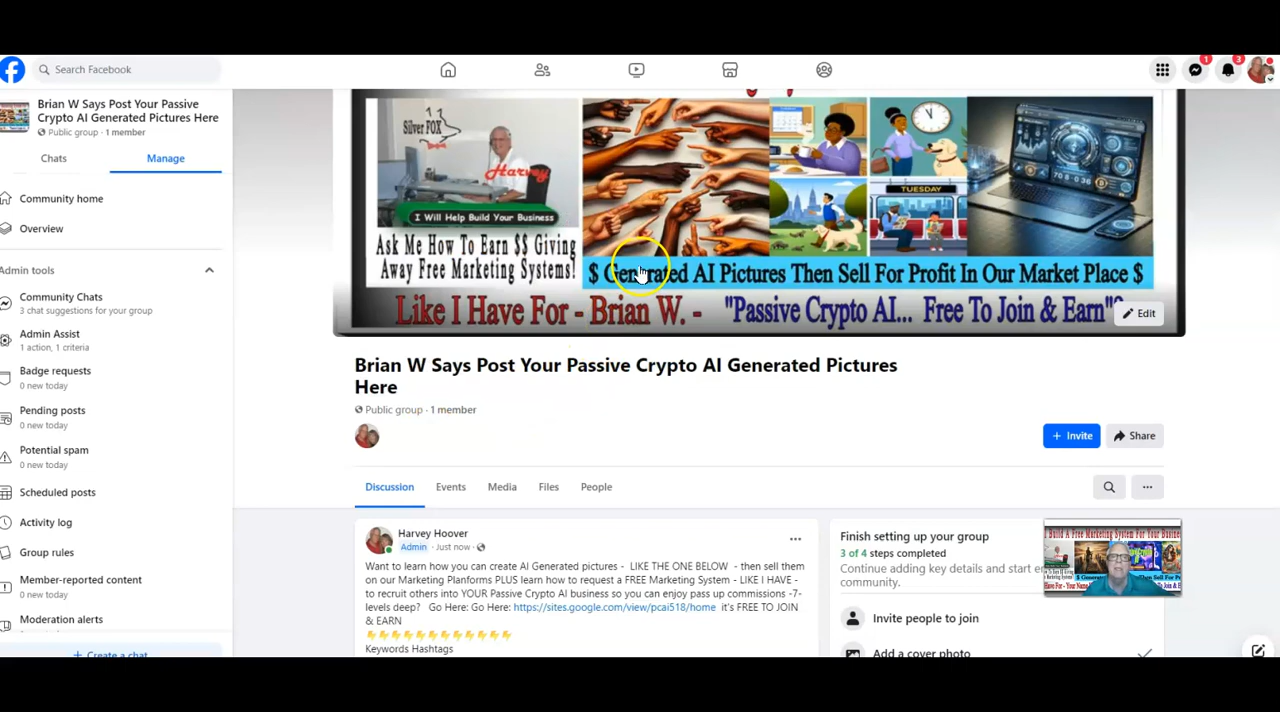 Search Facebook
1
3
Brian W Says Post Your Passive
Crypto AI Generated Pictures Here
Public group · 1 member
Chats
Manage
Community home
Overview
Admin tools
Community Chats
3 chat suggestions for your group
Admin Assist
1 action, 1 criteria
Badge requests
0 new today
Pending posts
0 new today
Potential spam
0 new today
Scheduled posts
Activity log
Group rules
Member-reported content
0 new today
Moderation alerts
+ Create a chat
Silver FOX
Harvey
I Will Help Build Your Business
TUESDAY
Ask Me How To Earn $$ Giving
Away Free Marketing Systems!
$ Generated AI Pictures Then Sell For Profit In Our Market Place $
Like I Have For - Brian W. - "Passive Crypto AI... Free To Join & Earn"?
Edit
Brian W Says Post Your Passive Crypto AI Generated Pictures
Here
Public group · 1 member
+ Invite
Share
Discussion
Events
Media
Files
People
Harvey Hoover
Admin · Just now ·
Want to learn how you can create AI Generated pictures - LIKE THE ONE BELOW - then sell them
on our Marketing Planforms PLUS learn how to request a FREE Marketing System - LIKE I HAVE -
to recruit others into YOUR Passive Crypto AI business so you can enjoy pass up commissions -7-
levels deep? Go Here: Go Here: https://sites.google.com/view/pcai518/home it's FREE TO JOIN
& EARN
Keywords Hashtags
Finish setting up your group
3 of 4 steps completed
Continue adding key details and start
community.
Invite people to join
Add a cover photo